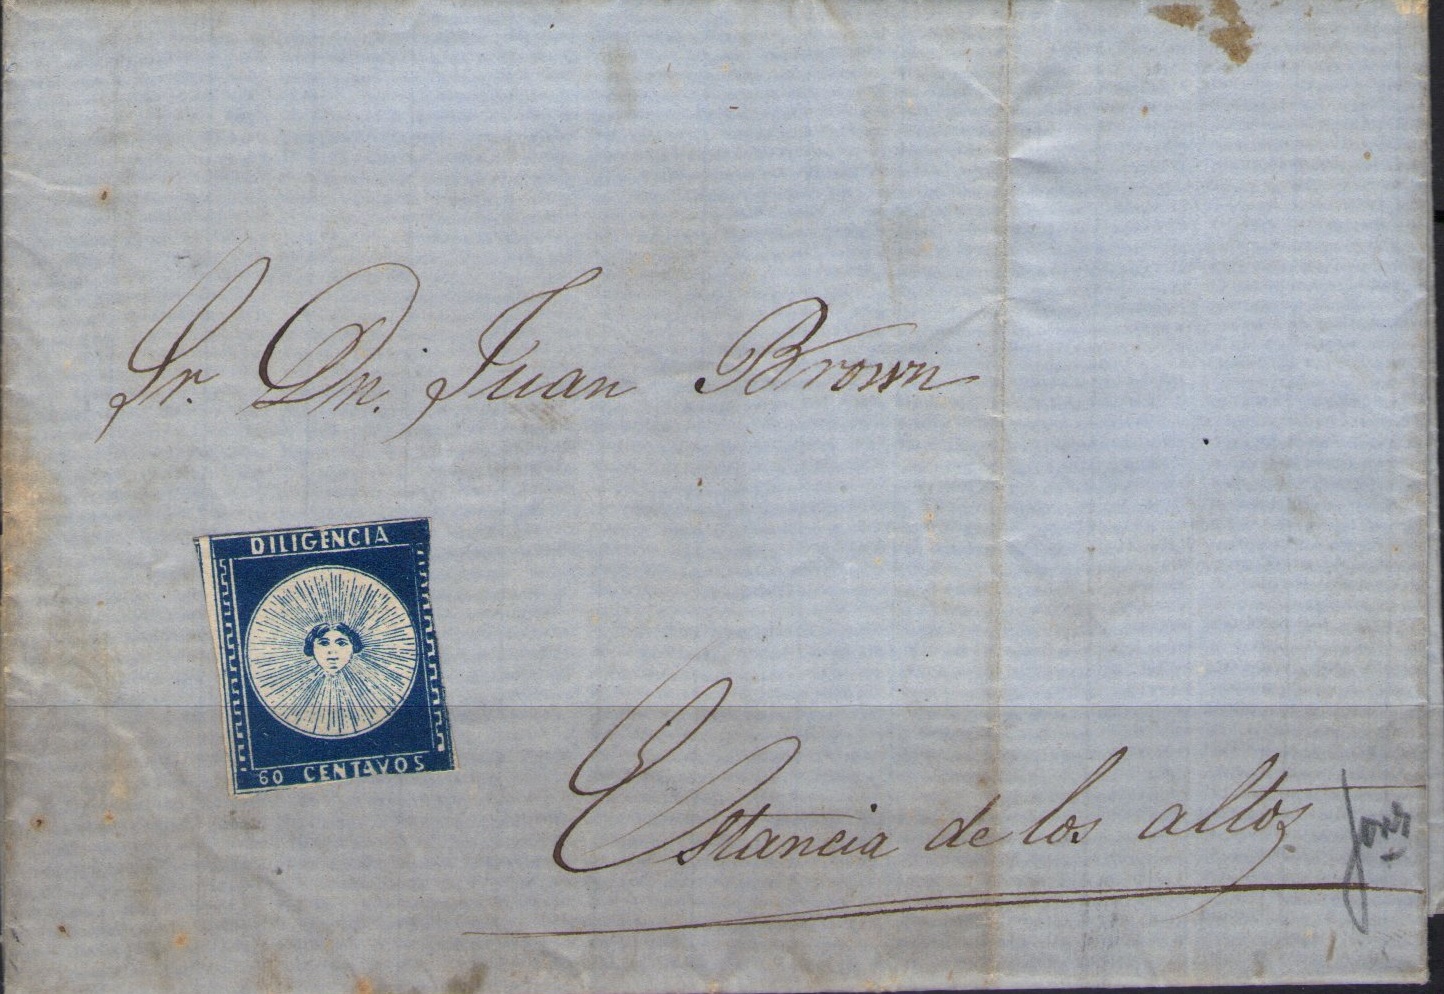 Sr. Dn. Juan Brown
DILIGENCIA
60 CENTAVOS
Estancia de los altos